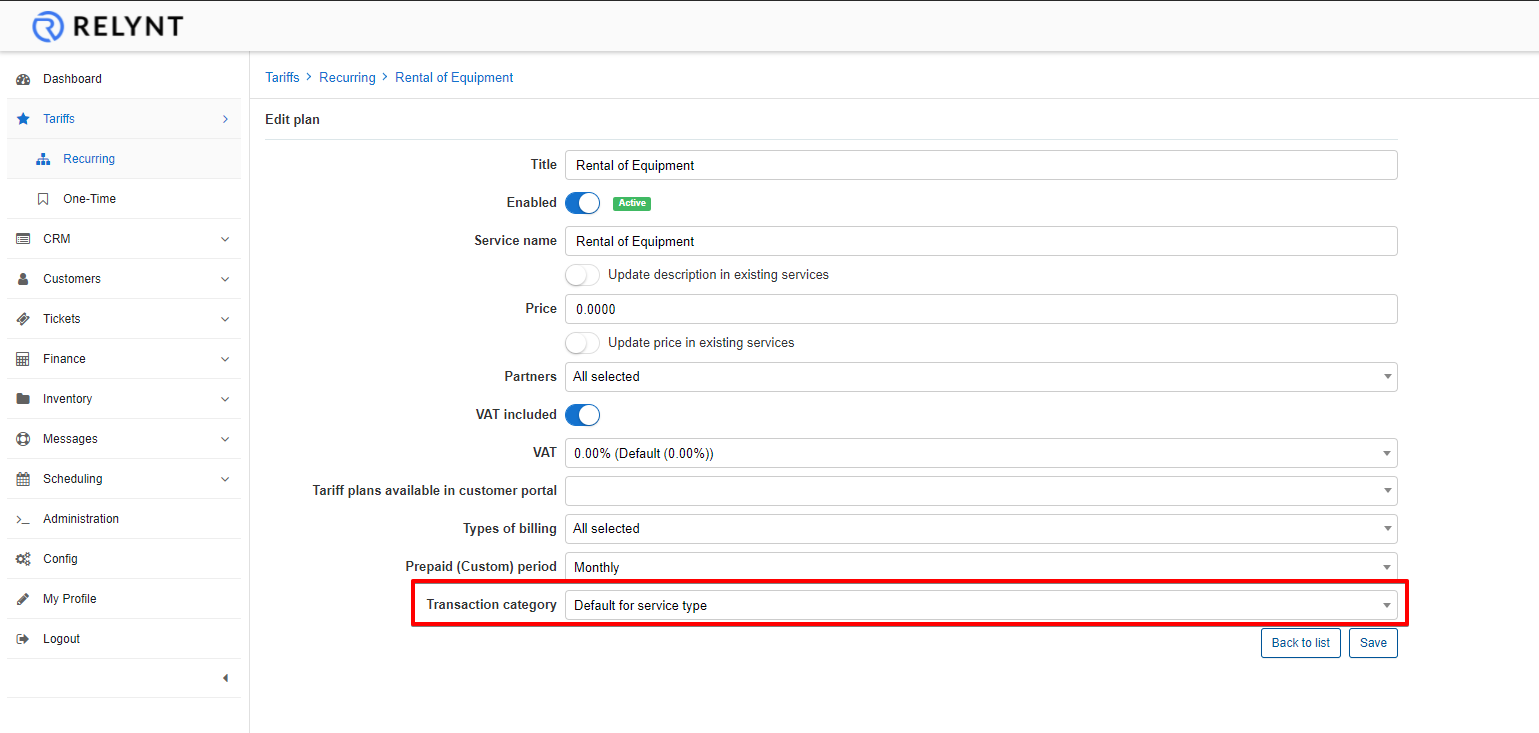 RELYNT
Dashboard
Tariffs
Recurring
One-Time
CRM
Customers
Tickets
Finance
Inventory
Messages
Scheduling
Administration
Config
My Profile
Logout
Tariffs > Recurring > Rental of Equipment
Edit plan
Title Rental of Equipment
Enabled Active
Service name Rental of Equipment
Update description in existing services
Price 0.0000
Update price in existing services
Partners All selected
VAT included
VAT 0.00% (Default (0.00%))
Tariff plans available in customer portal
Types of billing All selected
Prepaid (Custom) period Monthly
Transaction category Default for service type
Back to list Save